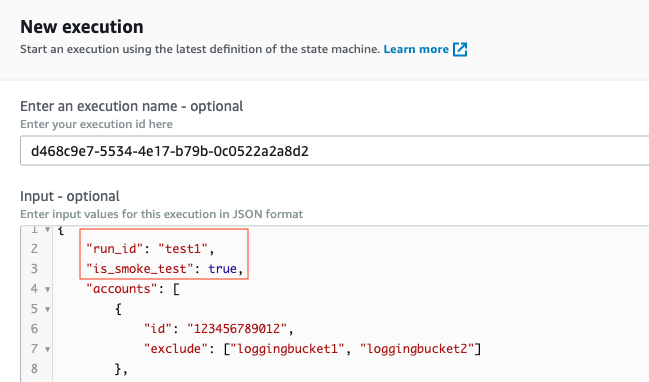 New execution
Start an execution using the latest definition of the state machine. Learn more
Enter an execution name - optional
Enter your execution id here
d468c9e7-5534-4e17-b79b-0c0522a2a8d2
Input - optional
Enter input values for this execution in JSON format
1 {
2 "run_id": "test1",
3 "is_smoke_test": true,
4 "accounts": [
5 {
6 "id": "123456789012",
7 "exclude": ["loggingbucket1", "loggingbucket2"]
8 },